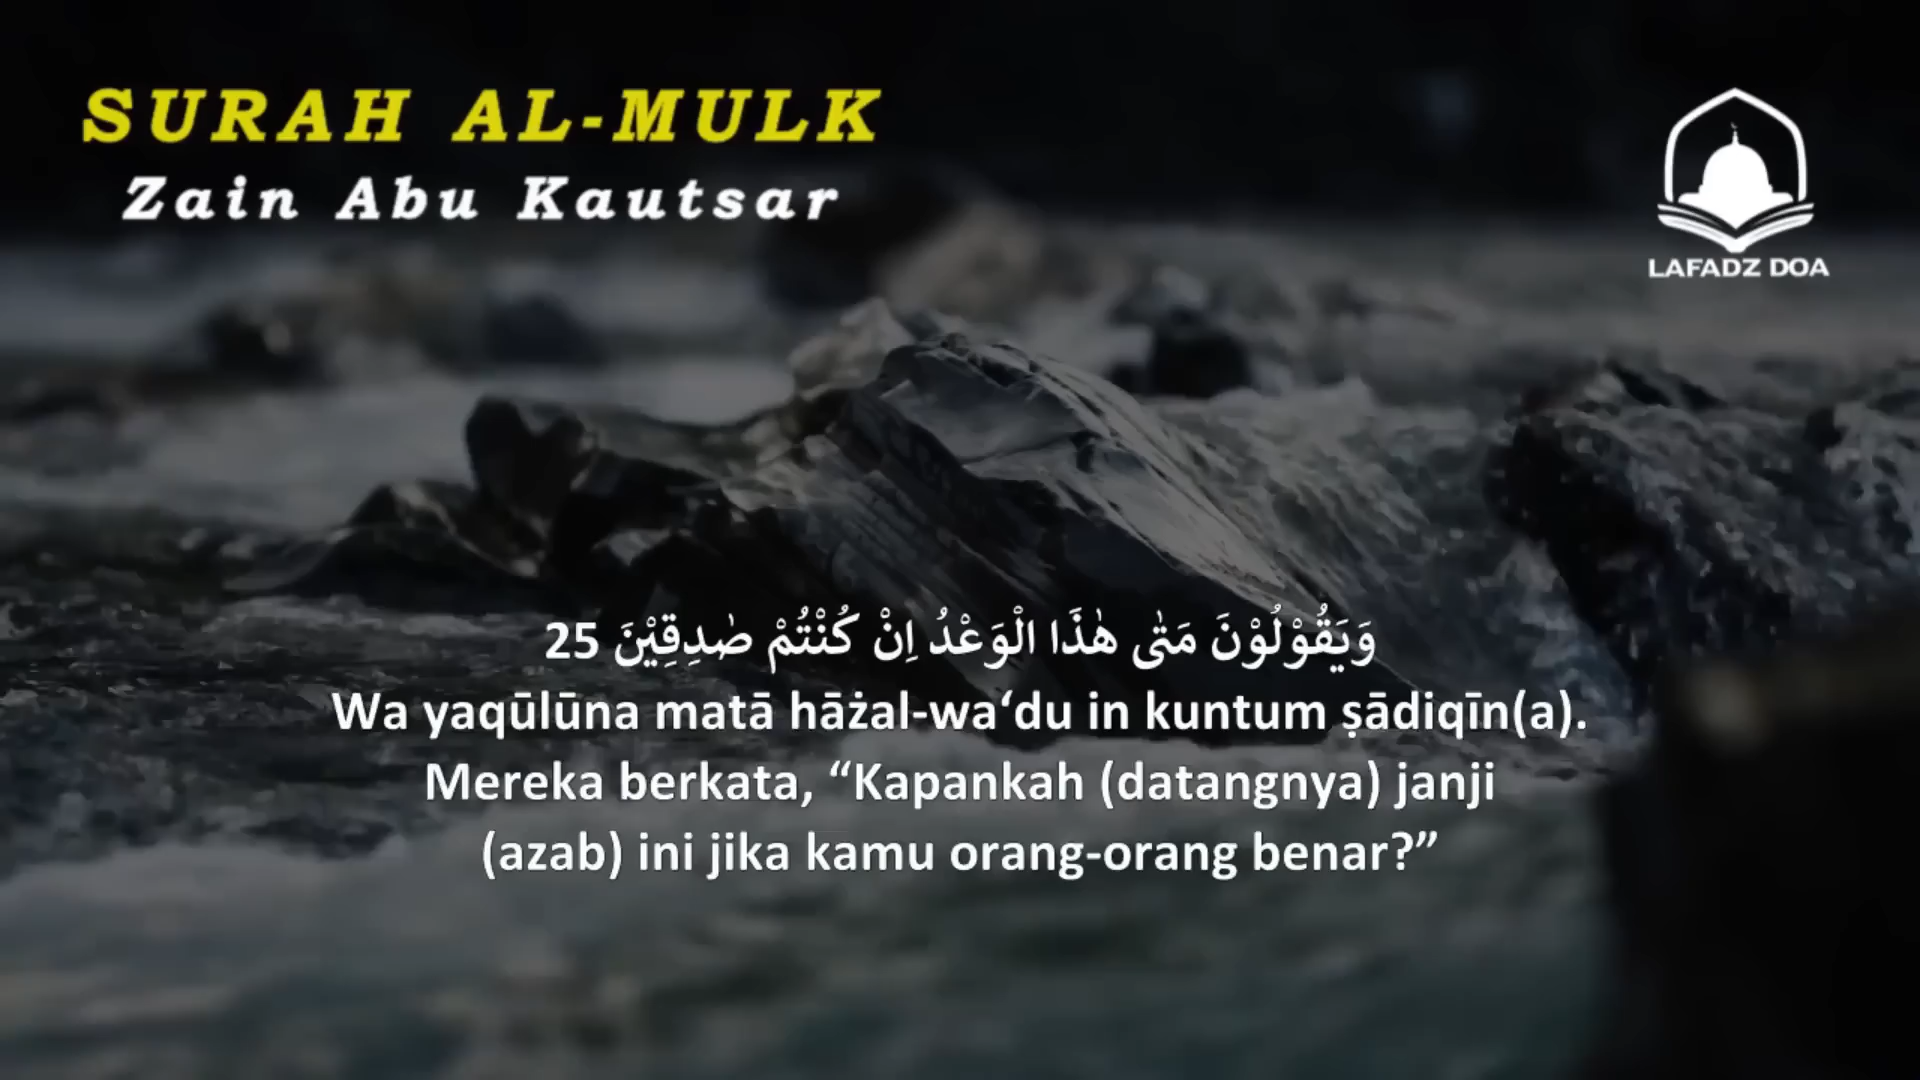 SURAH AL-MULK
Zain Abu Kautsar
LAFADZ DOA
وَيَقُوْلُوْنَ مَتٰى هٰذَا الْوَعْدُ اِنْ كُنْتُمْ صٰدِقِيْنَ 25
Wa yaqūlūna matā hāżal-wa‘du in kuntum ṣādiqīn(a).
Mereka berkata, “Kapankah (datangnya) janji
(azab) ini jika kamu orang-orang benar?”